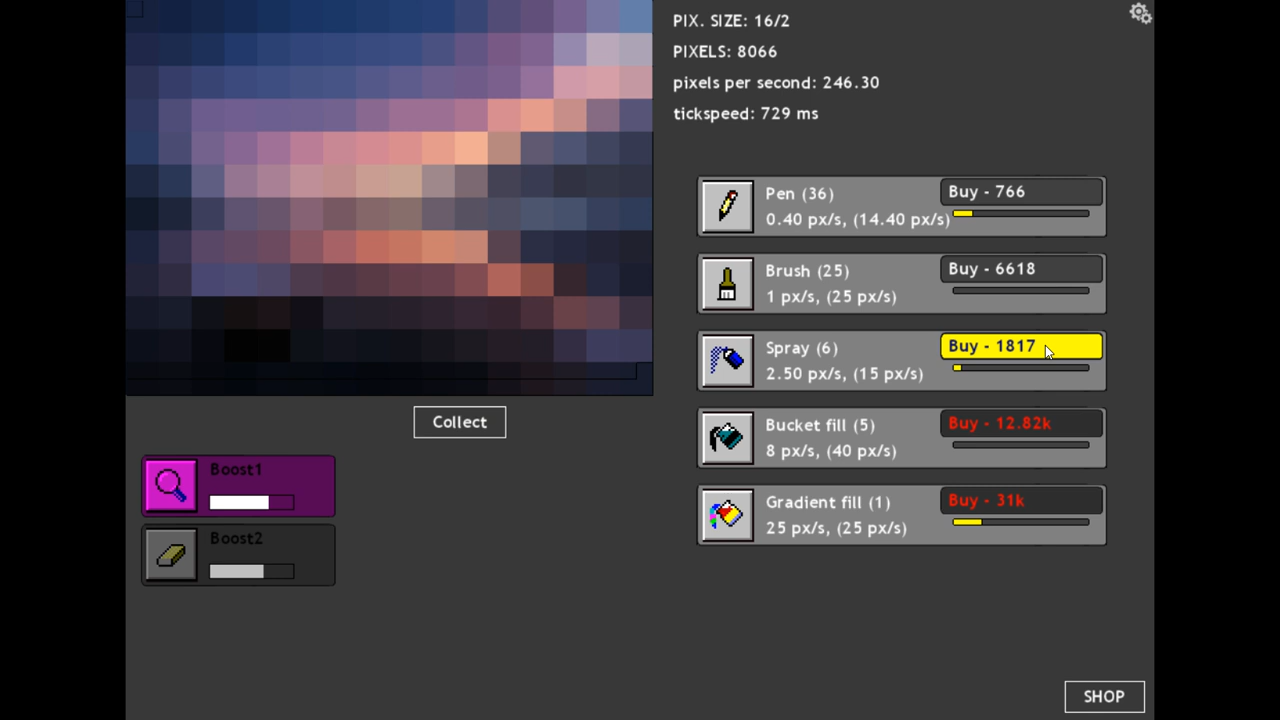 PIX. SIZE: 16/2
PIXELS: 8066
pixels per second: 246.30
tickspeed: 729 ms
Pen (36)
Buy - 766
0.40 px/s, (14.40 px/s)
Brush (25)
Buy - 6618
1 px/s, (25 px/s)
Spray (6)
Buy - 1817
2.50 px/s, (15 px/s)
Bucket fill (5)
Buy - 12.82k
8 px/s, (40 px/s)
Gradient fill (1)
Buy - 31k
25 px/s, (25 px/s)
Collect
Boost1
Boost2
SHOP